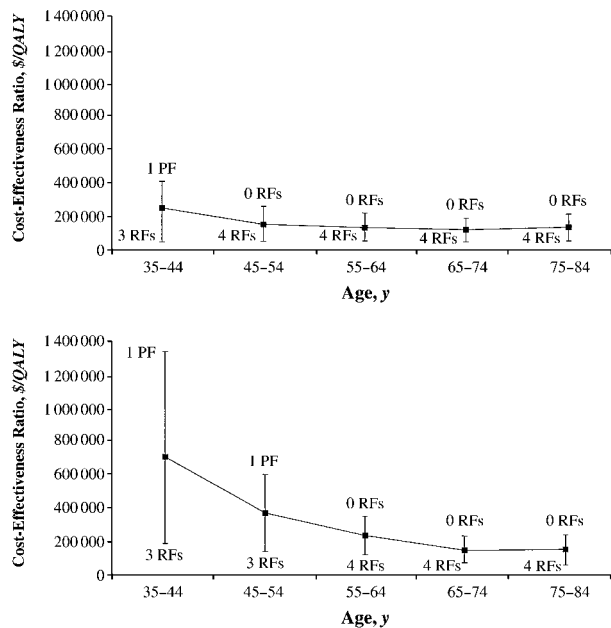 Cost-Effectiveness Ratio, $/QALY
1 400 000
1 200 000
1 000 000
800 000
600 000
400 000
200 000
0
1 PF
0 RFs
0 RFs
0 RFs
0 RFs
3 RFs
4 RFs
4 RFs
4 RFs
4 RFs
35–44
45–54
55–64
65–74
75–84
Age, y
Cost-Effectiveness Ratio, $/QALY
1 400 000
1 200 000
1 000 000
800 000
600 000
400 000
200 000
0
1 PF
1 PF
0 RFs
0 RFs
0 RFs
3 RFs
3 RFs
4 RFs
4 RFs
4 RFs
35–44
45–54
55–64
65–74
75–84
Age, y